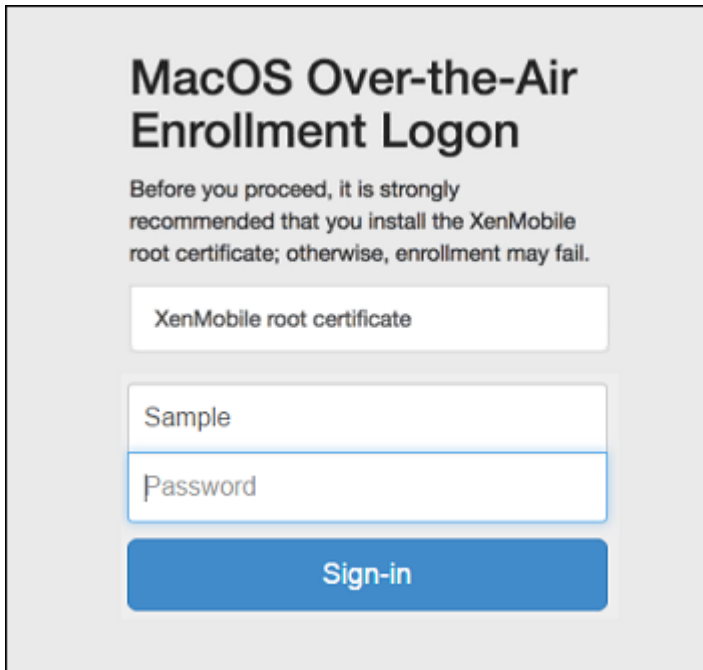 MacOS Over-the-Air
Enrollment Logon
Before you proceed, it is strongly
recommended that you install the XenMobile
root certificate; otherwise, enrollment may fail.
XenMobile root certificate
Sample
Password
Sign-in